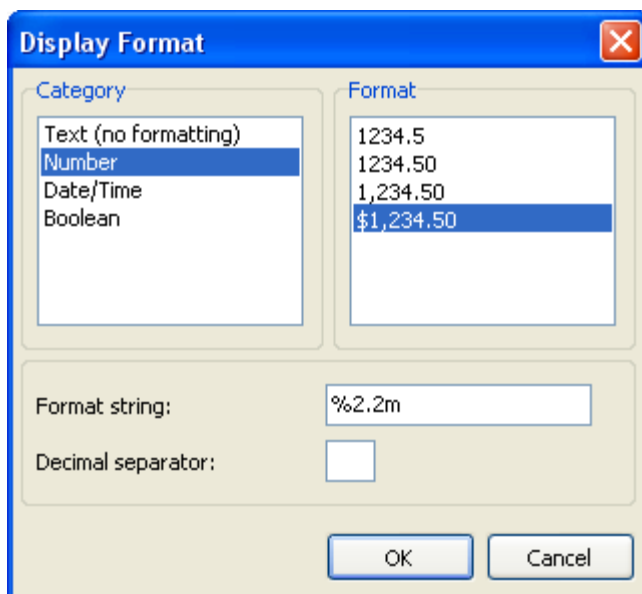 Display Format
Category
Text (no formatting)
Number
Date/Time
Boolean
Format
1234.5
1234.50
1,234.50
$1,234.50
Format string:
%2.2m
Decimal separator:
OK
Cancel